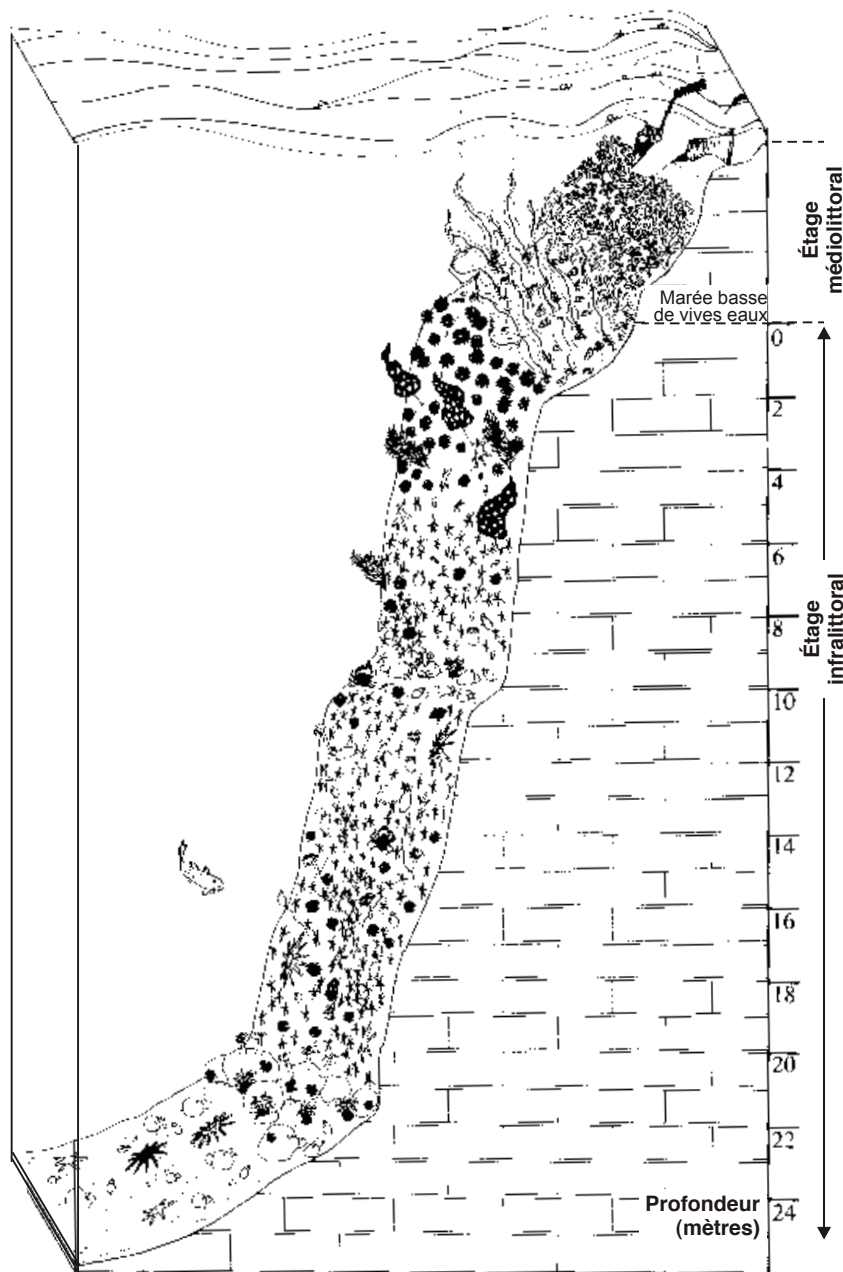 Étage
médiolittoral
Marée basse
de vives eaux
0
2
4
6
8
Étage
infralittoral
10
12
14
16
18
20
22
24
Profondeur
(mètres)